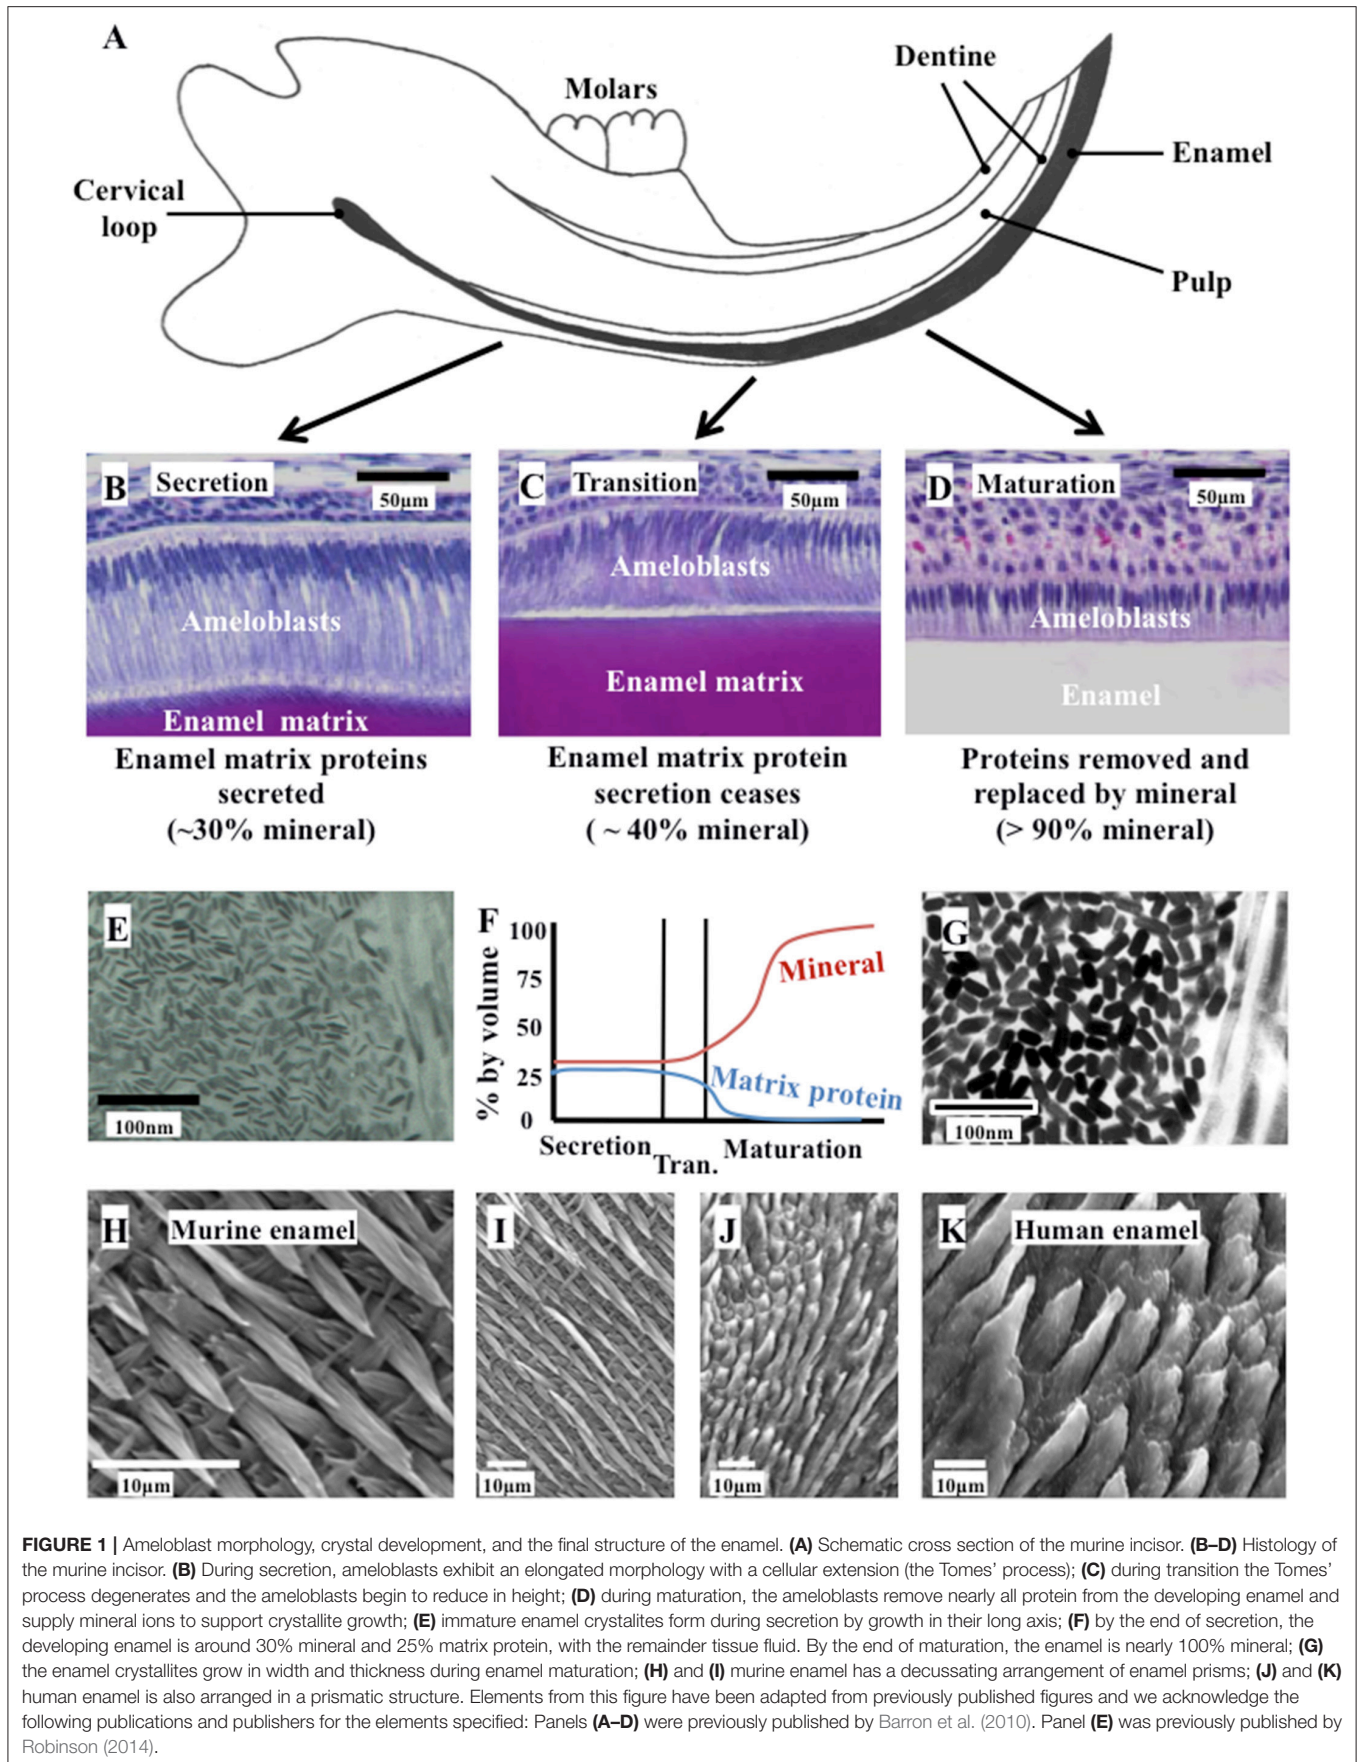 A
Molars
Dentine
Enamel
Cervical
loop
Pulp
B Secretion
50µm
Ameloblasts
Enamel matrix
C Transition
50µm
Ameloblasts
Enamel matrix
D Maturation
50µm
Ameloblasts
Enamel
Enamel matrix proteins
secreted
(~30% mineral)
Enamel matrix protein
secretion ceases
( ~ 40% mineral)
Proteins removed and
replaced by mineral
(> 90% mineral)
E
100nm
F
% by volume
100
75
50
25
0
Mineral
Matrix protein
Secretion
Tran.
Maturation
G
100nm
H Murine enamel
10µm
I
10µm
J
10µm
K Human enamel
10µm
FIGURE 1 | Ameloblast morphology, crystal development, and the final structure of the enamel. (A) Schematic cross section of the murine incisor. (B–D) Histology of
the murine incisor. (B) During secretion, ameloblasts exhibit an elongated morphology with a cellular extension (the Tomes’ process); (C) during transition the Tomes’
process degenerates and the ameloblasts begin to reduce in height; (D) during maturation, the ameloblasts remove nearly all protein from the developing enamel and
supply mineral ions to support crystallite growth; (E) immature enamel crystalites form during secretion by growth in their long axis; (F) by the end of secretion, the
developing enamel is around 30% mineral and 25% matrix protein, with the remainder tissue fluid. By the end of maturation, the enamel is nearly 100% mineral; (G)
the enamel crystallites grow in width and thickness during enamel maturation; (H) and (I) murine enamel has a decussating arrangement of enamel prisms; (J) and (K)
human enamel is also arranged in a prismatic structure. Elements from this figure have been adapted from previously published figures and we acknowledge the
following publications and publishers for the elements specified: Panels (A–D) were previously published by Barron et al. (2010). Panel (E) was previously published by
Robinson (2014).